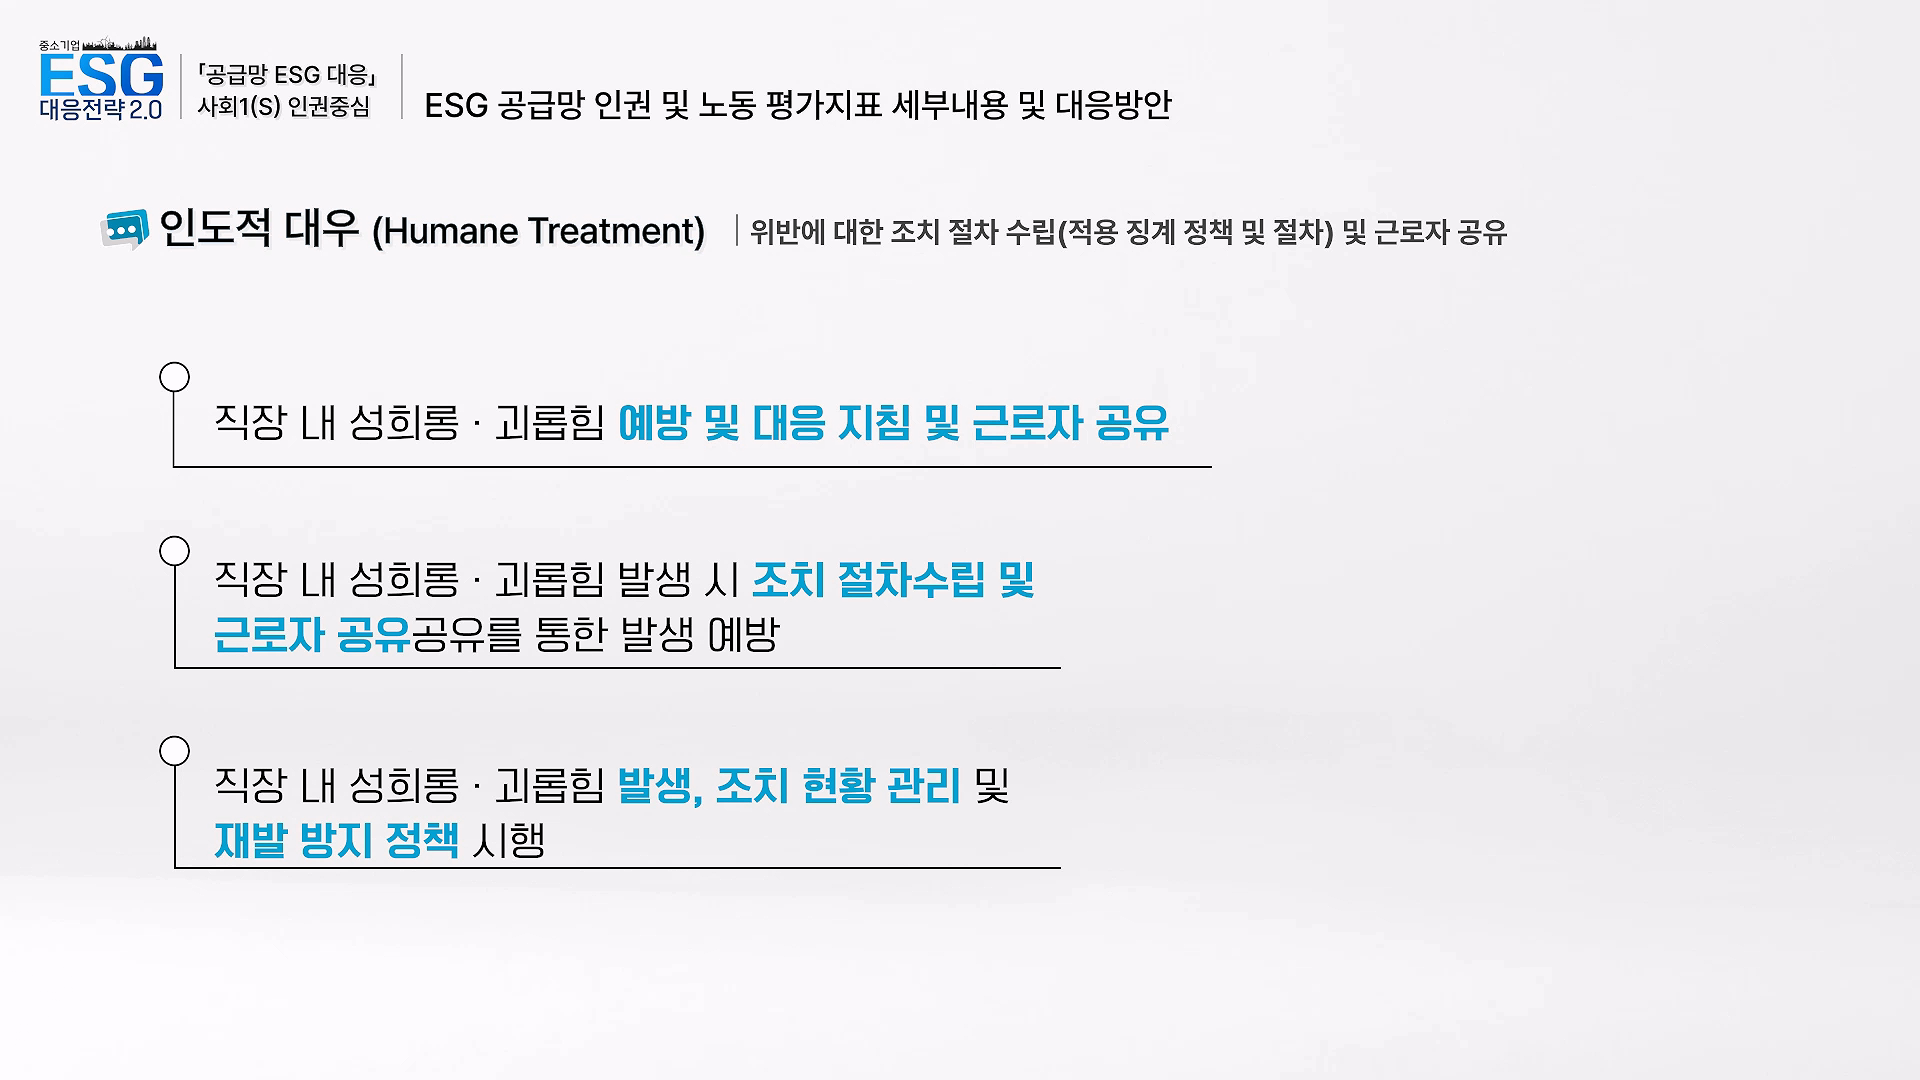 중소기업
ESG
대응전략 2.0
「공급망 ESG 대응」
사회1(S) 인권중심
ESG 공급망 인권 및 노동 평가지표 세부내용 및 대응방안
인도적 대우 (Humane Treatment)
위반에 대한 조치 절차 수립(적용 징계 정책 및 절차) 및 근로자 공유
직장 내 성희롱 · 괴롭힘 예방 및 대응 지침 및 근로자 공유
직장 내 성희롱 · 괴롭힘 발생 시 조치 절차수립 및
근로자 공유공유를 통한 발생 예방
직장 내 성희롱 · 괴롭힘 발생, 조치 현황 관리 및
재발 방지 정책 시행